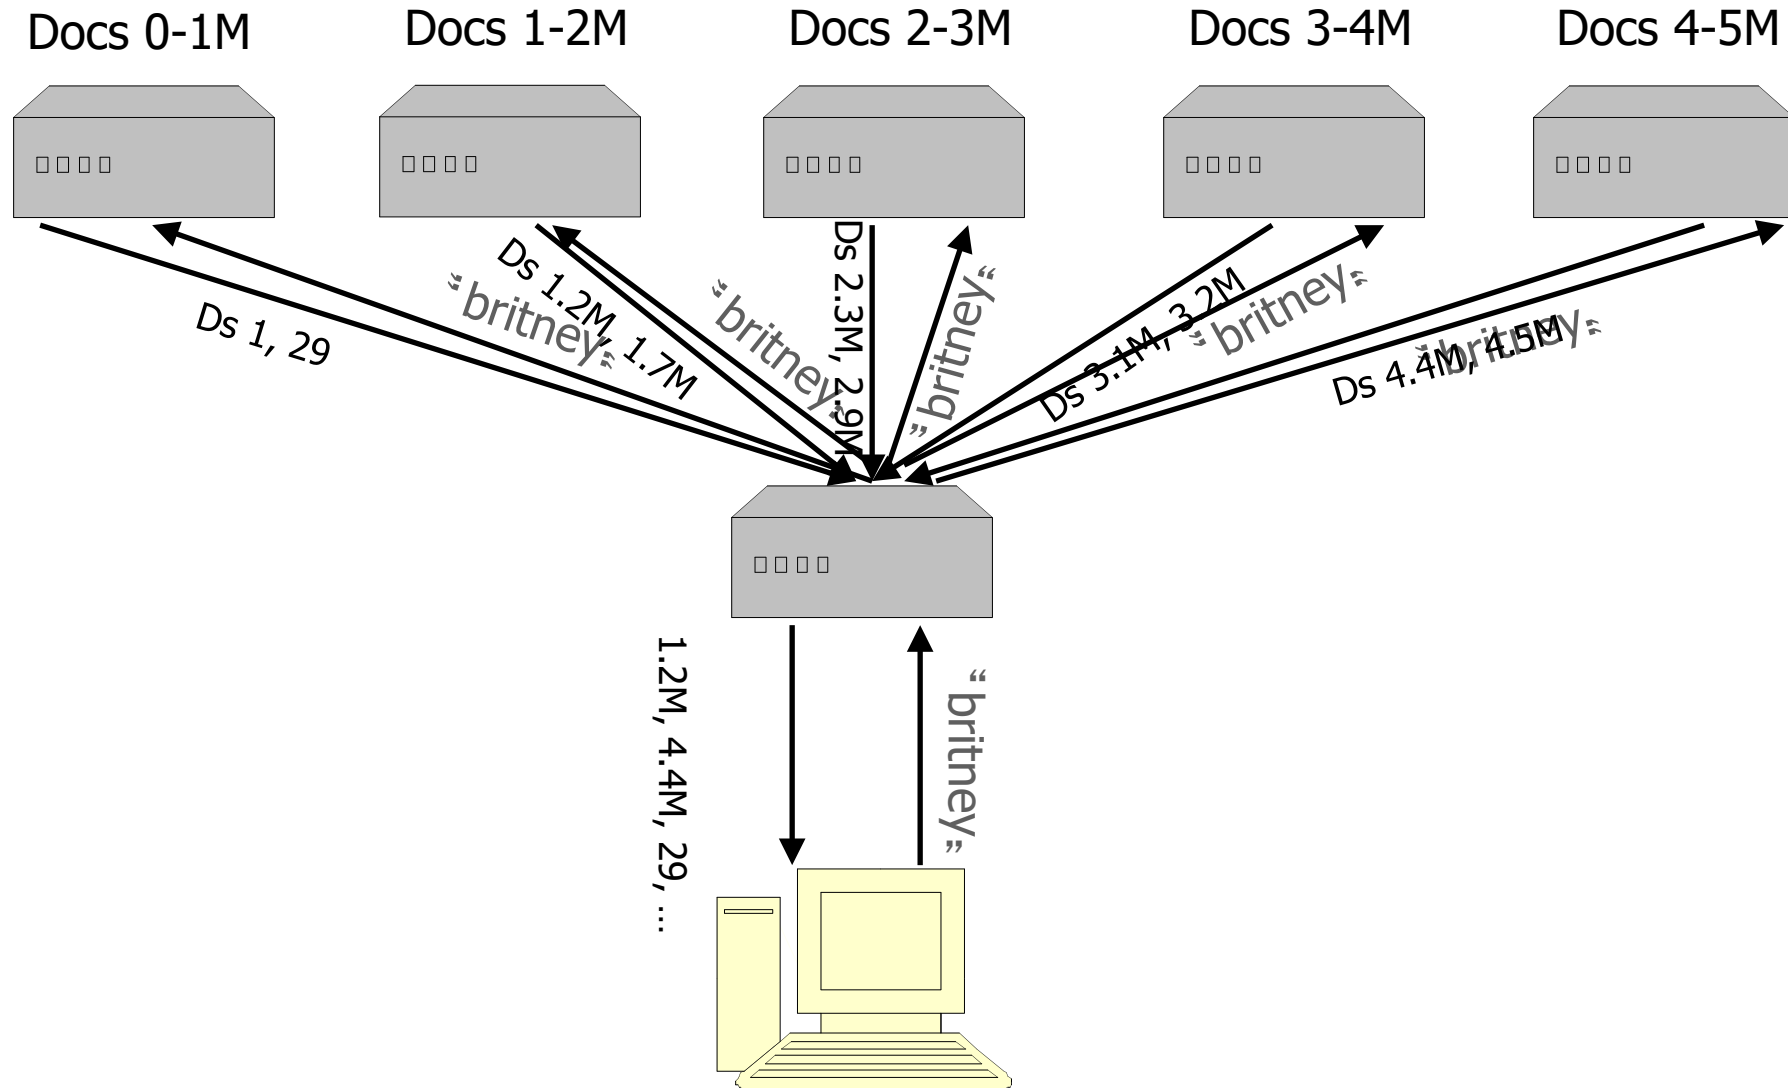 Docs 0-1M
Docs 1-2M
Docs 2-3M
Docs 3-4M
Docs 4-5M
Ds 1, 29
“britney”
Ds 1.2M, 1.7M
“britney”
Ds 2.3M, 2.9M
“britney”
Ds 3.1M, 3.2M
“britney”
Ds 4.4M, 4.5M
“britney”
1.2M, 4.4M, 29, ...
“britney”